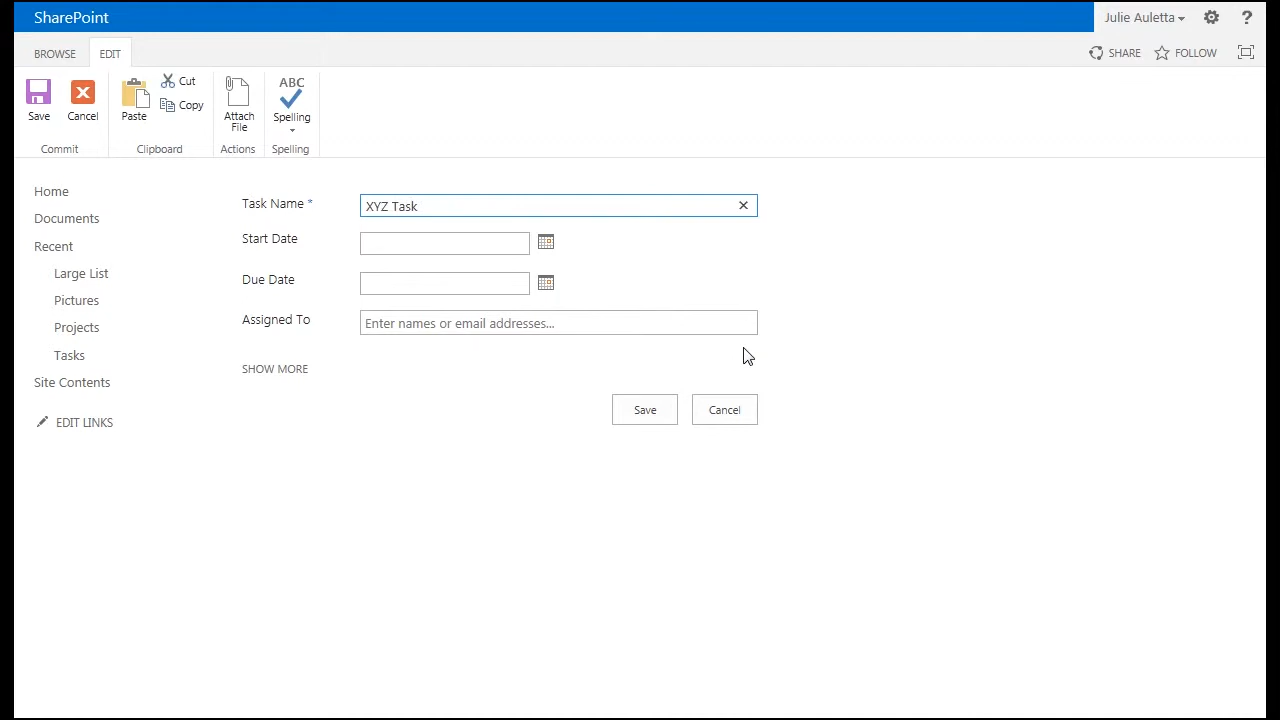 SharePoint
Julie Auletta
?
BROWSE
EDIT
SHARE
FOLLOW
Save
Cancel
Paste
Cut
Copy
Attach
File
ABC
Spelling
Commit
Clipboard
Actions
Spelling
Home
Documents
Recent
Large List
Pictures
Projects
Tasks
Site Contents
EDIT LINKS
Task Name *
XYZ Task
Start Date
Due Date
Assigned To
Enter names or email addresses...
SHOW MORE
Save
Cancel